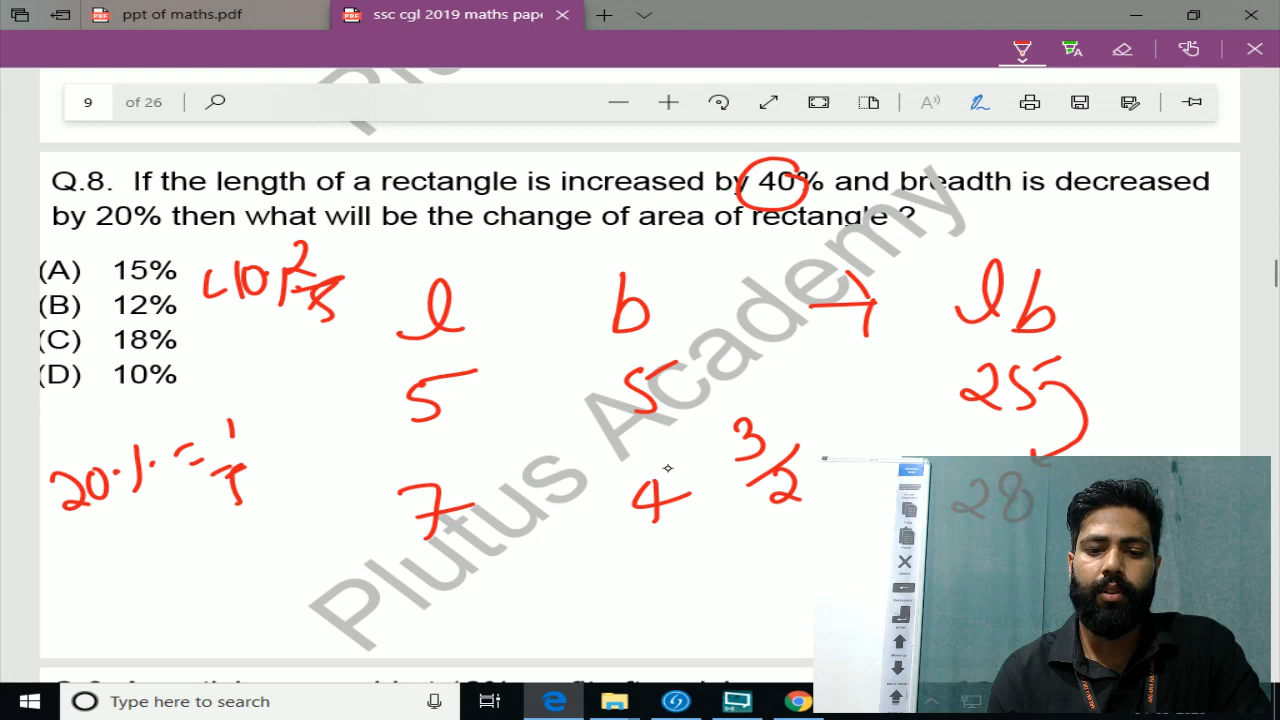 ppt of maths.pdf
ssc cgl 2019 maths pape
9 of 26
Q.8. If the length of a rectangle is increased by 40% and breadth is decreased
by 20% then what will be the change of area of rectangle ?
(A) 15%
(B) 12%
(C) 18%
(D) 10%
2
l b lb
5 5 25
20% = 1
3/2
7 4 28
Plutus Academy
Type here to search